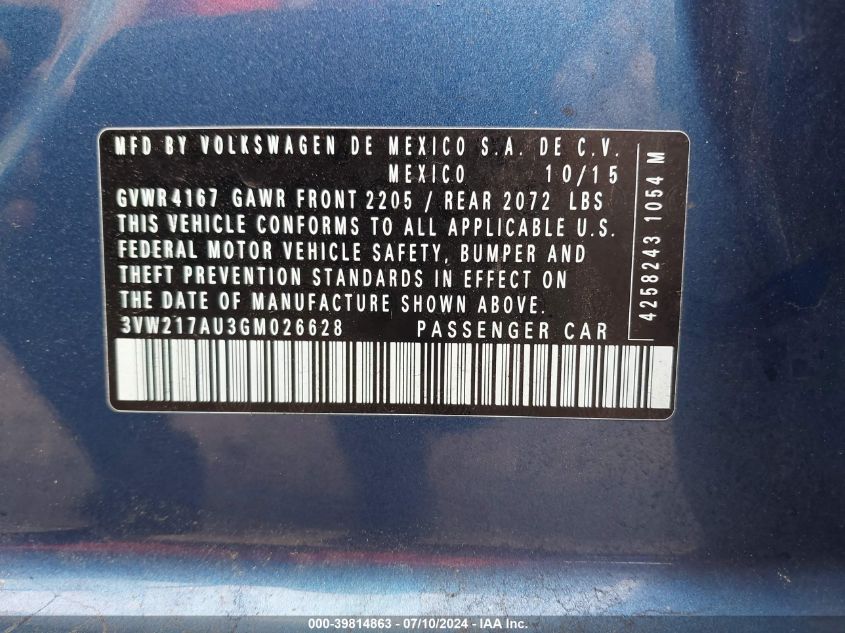 MFD BY VOLKSWAGEN DE MEXICO S.A. DE C.V.
MEXICO 10/15
GVWR 4167 GAWR FRONT 2205 / REAR 2072 LBS
THIS VEHICLE CONFORMS TO ALL APPLICABLE U.S.
FEDERAL MOTOR VEHICLE SAFETY, BUMPER AND
THEFT PREVENTION STANDARDS IN EFFECT ON
THE DATE OF MANUFACTURE SHOWN ABOVE.
3VW217AU3GM026628 PASSENGER CAR
4258243 1054 M
000-39814863 - 07/10/2024 - IAA Inc.